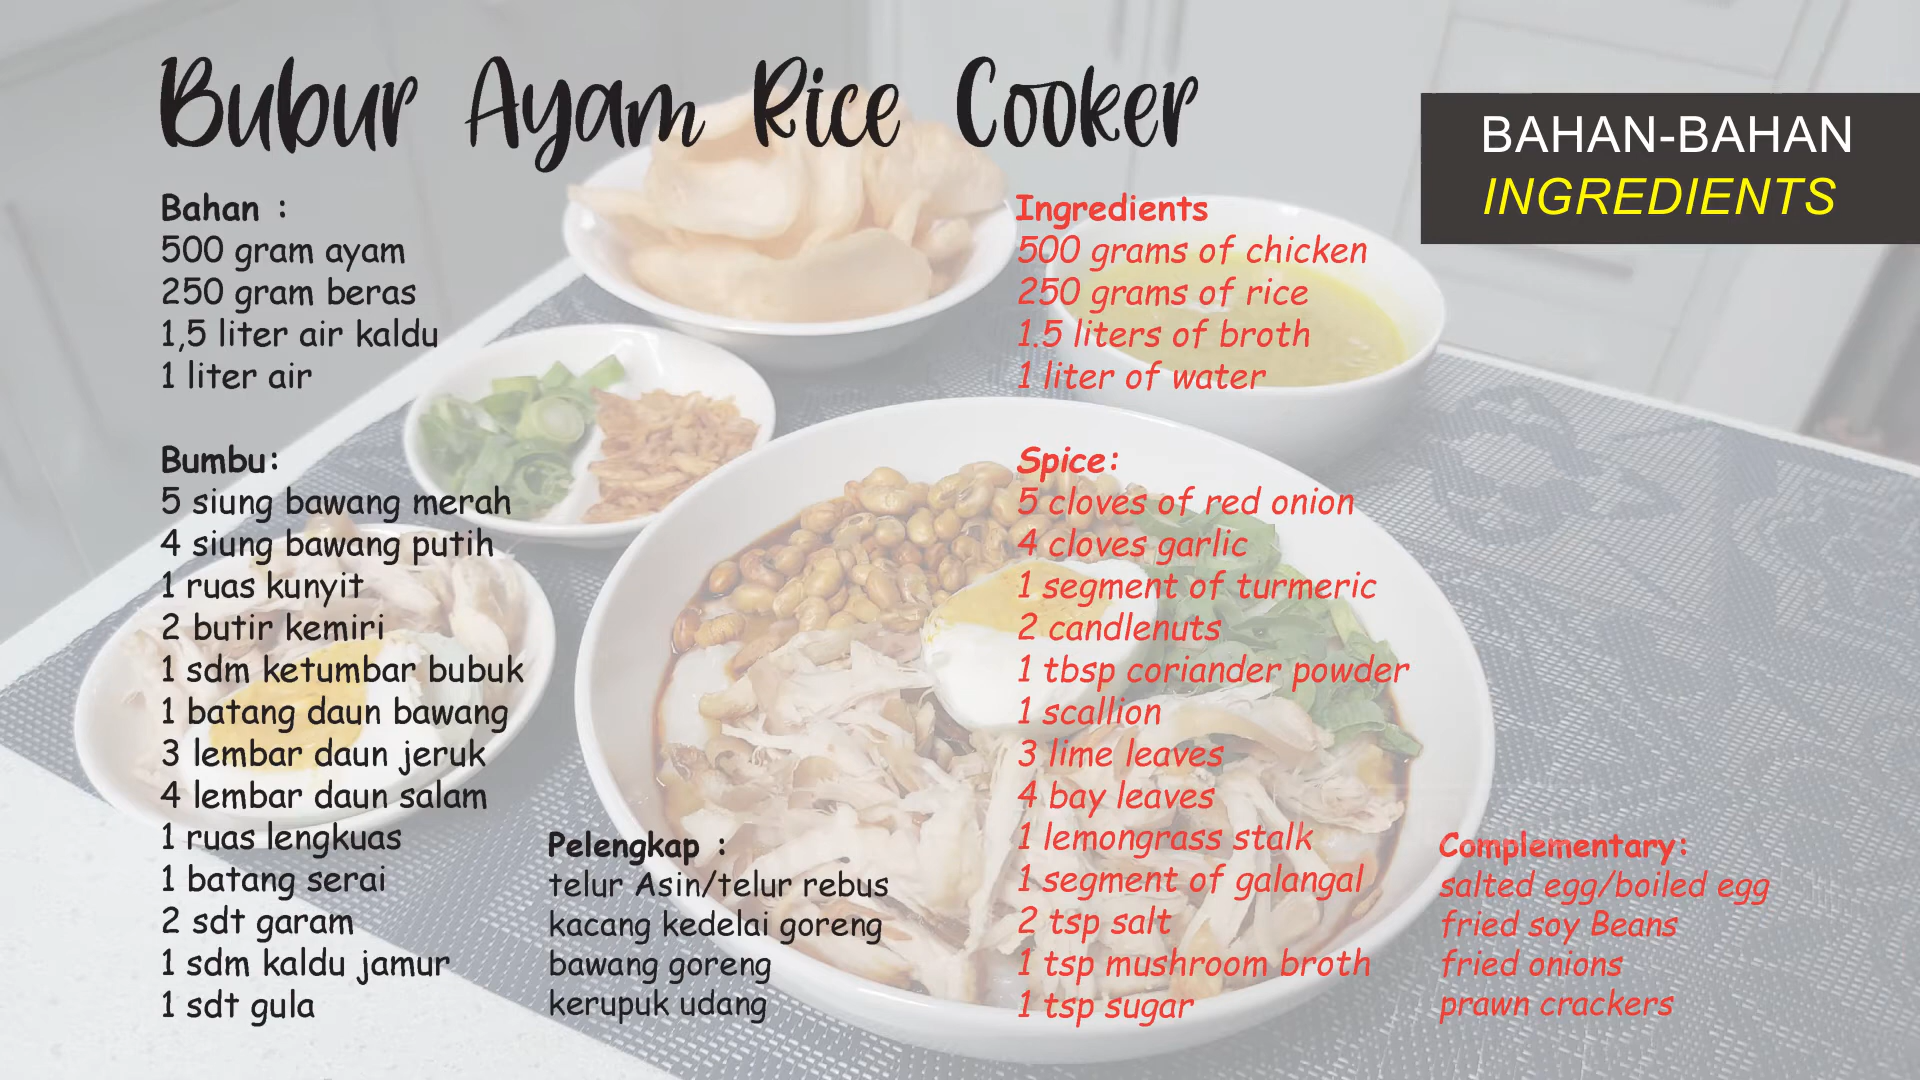 Bubur Ayam Rice Cooker
BAHAN-BAHAN
INGREDIENTS
Bahan :
500 gram ayam
250 gram beras
1,5 liter air kaldu
1 liter air
Bumbu:
5 siung bawang merah
4 siung bawang putih
1 ruas kunyit
2 butir kemiri
1 sdm ketumbar bubuk
1 batang daun bawang
3 lembar daun jeruk
4 lembar daun salam
1 ruas lengkuas
1 batang serai
2 sdt garam
1 sdm kaldu jamur
1 sdt gula
Pelengkap :
telur Asin/telur rebus
kacang kedelai goreng
bawang goreng
kerupuk udang
Ingredients
500 grams of chicken
250 grams of rice
1.5 liters of broth
1 liter of water
Spice:
5 cloves of red onion
4 cloves garlic
1 segment of turmeric
2 candlenuts
1 tbsp coriander powder
1 scallion
3 lime leaves
4 bay leaves
1 lemongrass stalk
1 segment of galangal
2 tsp salt
1 tsp mushroom broth
1 tsp sugar
Complementary:
salted egg/boiled egg
fried soy Beans
fried onions
prawn crackers